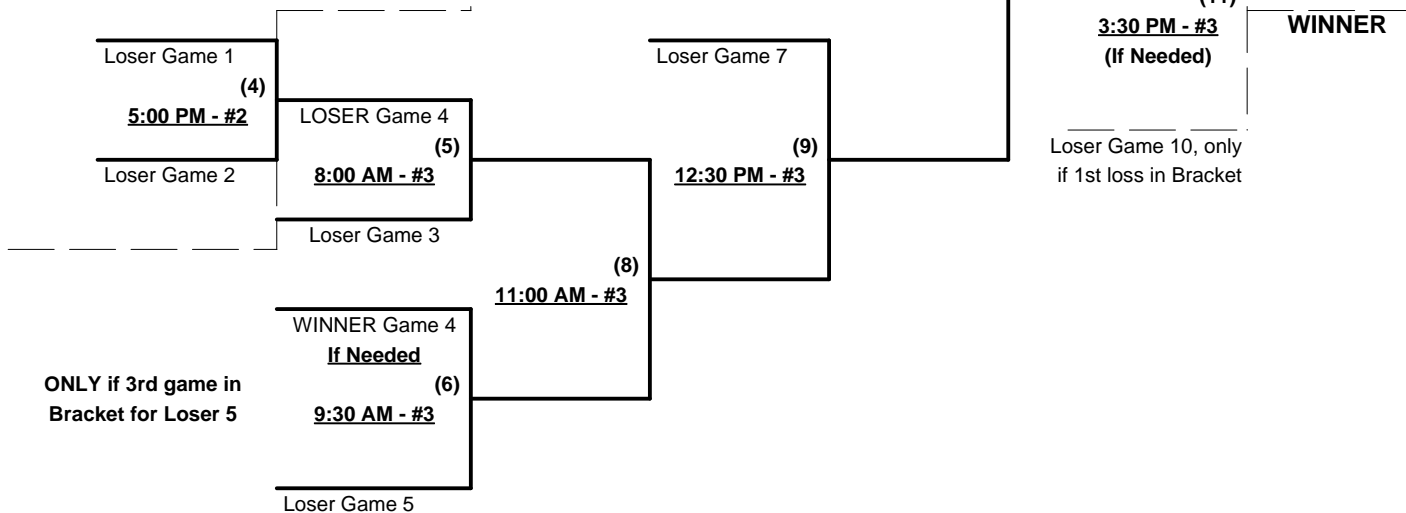 3:30 PM - #3
WINNER
(If Needed)
Loser Game 1
(4)
5:00 PM - #2
Loser Game 2
LOSER Game 4
(5)
8:00 AM - #3
Loser Game 3
Loser Game 7
(9)
12:30 PM - #3
Loser Game 10, only
if 1st loss in Bracket
(8)
11:00 AM - #3
WINNER Game 4
If Needed
(6)
9:30 AM - #3
ONLY if 3rd game in
Bracket for Loser 5
Loser Game 5